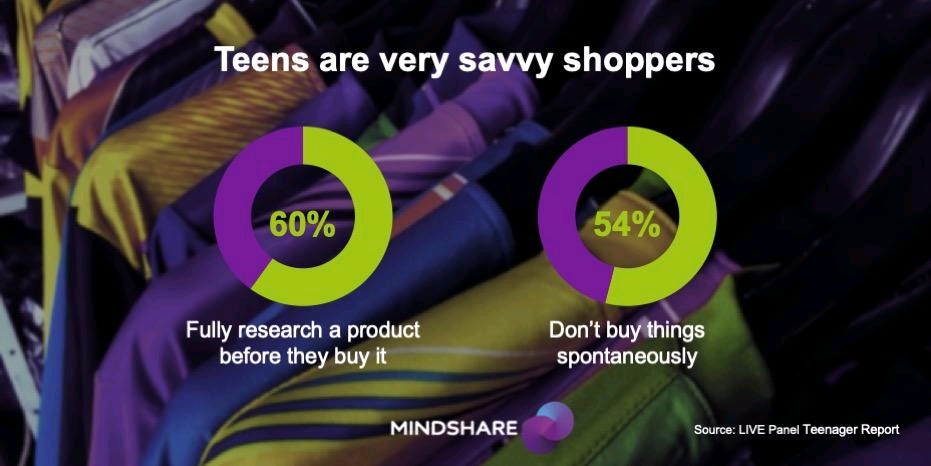 Teens are very savvy shoppers
60%
54%
Fully research a product
before they buy it
Don’t buy things
spontaneously
MINDSHARE
Source: LIVE Panel Teenager Report